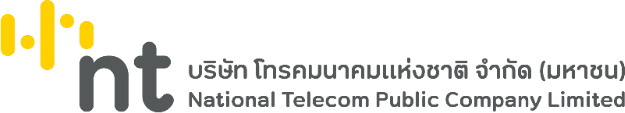 nt
บริษัท โทรคมนาคมแห่งชาติ จำกัด (มหาชน)
National Telecom Public Company Limited